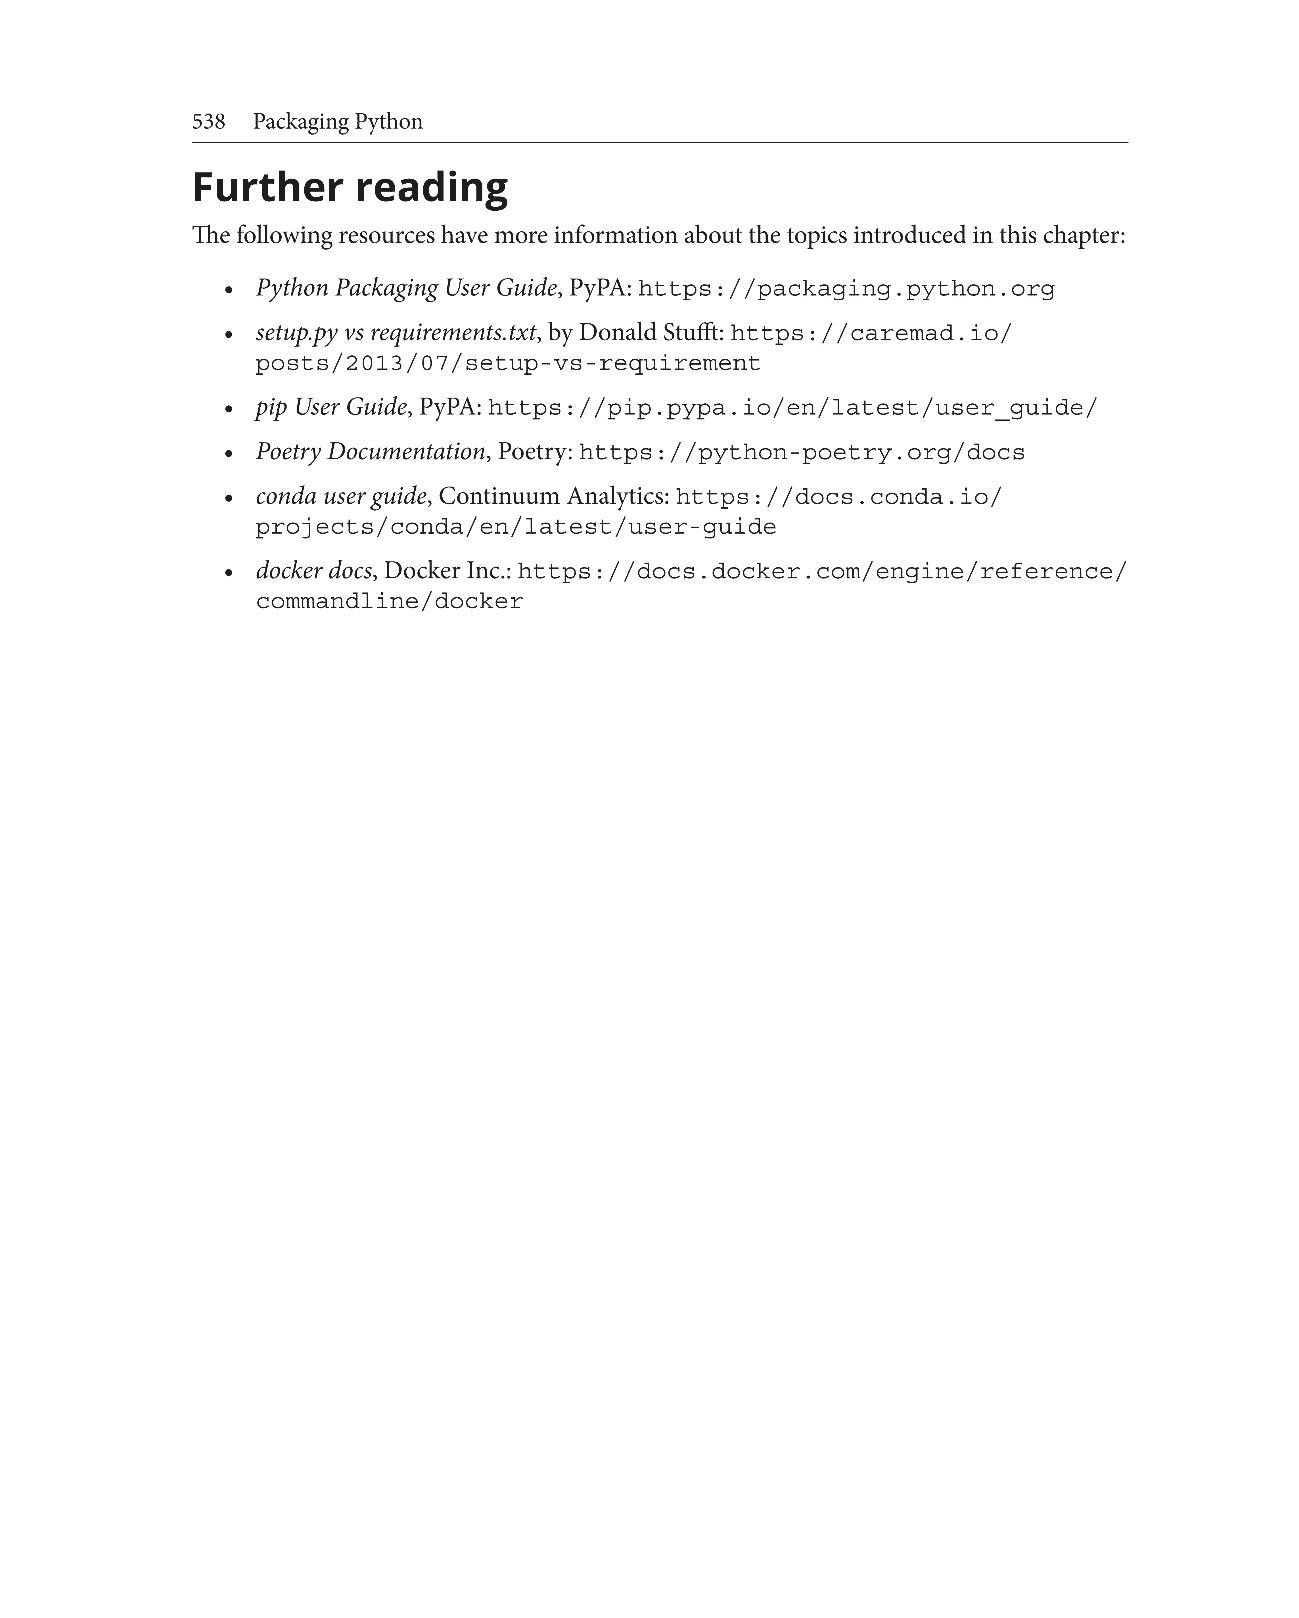 538 Packaging Python
Further reading
The following resources have more information about the topics introduced in this chapter:
• Python Packaging User Guide, PyPA: https://packaging.python.org
• setup.py vs requirements.txt, by Donald Stufft: https://caremad.io/
posts/2013/07/setup-vs-requirement
• pip User Guide, PyPA: https://pip.pypa.io/en/latest/user_guide/
• Poetry Documentation, Poetry: https://python-poetry.org/docs
• conda user guide, Continuum Analytics: https://docs.conda.io/
projects/conda/en/latest/user-guide
• docker docs, Docker Inc.: https://docs.docker.com/engine/reference/
commandline/docker